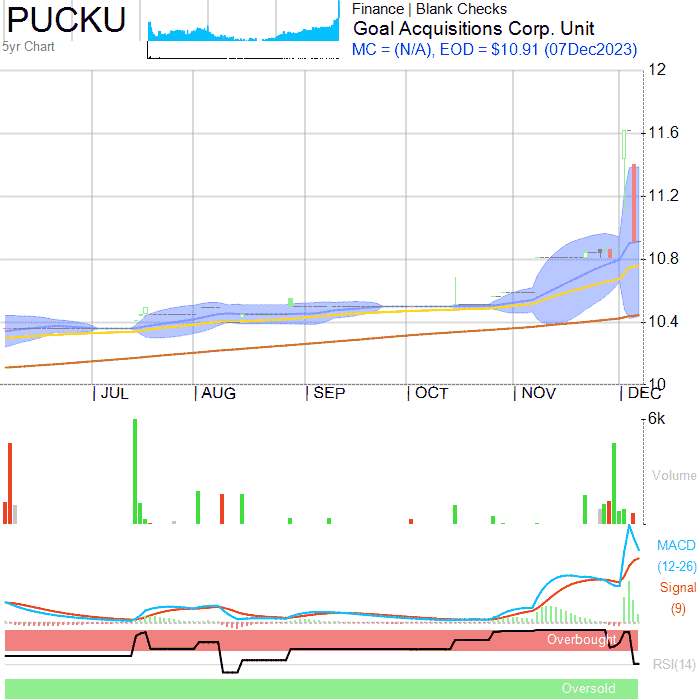 PUCKU
5yr Chart
Finance | Blank Checks
Goal Acquisitions Corp. Unit
MC = (N/A), EOD = $10.91 (07Dec2023)
12
11.6
11.2
10.8
10.4
10
JUL
AUG
SEP
OCT
NOV
DEC
6k
Volume
MACD
(12-26)
Signal
(9)
Overbought
RSI(14)
Oversold